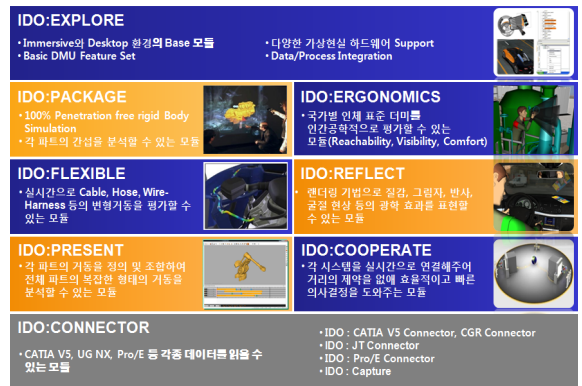 IDO:EXPLORE
• Immersive와 Desktop 환경의 Base 모듈
• Basic DMU Feature Set
• 다양한 가상현실 하드웨어 Support
• Data/Process Integration
IDO:PACKAGE
• 100% Penetration free rigid Body
Simulation
• 각 파트의 간섭을 분석할 수 있는 모듈
IDO:ERGONOMICS
• 국가별 인체 표준 더미를
인간공학적으로 평가할 수 있는
모듈(Reachability, Visibility, Comfort)
IDO:FLEXIBLE
• 실시간으로 Cable, Hose, Wire-
Harness 등의 변형거동을 평가할 수
있는 모듈
IDO:REFLECT
• 랜더링 기법으로 질감, 그림자, 반사,
굴절 현상 등의 광학 효과를 표현할
수 있는 모듈
IDO:PRESENT
• 각 파트의 거동을 정의 및 조합하여
전체 파트의 복잡한 형태의 거동을
분석할 수 있는 모듈
IDO:COOPERATE
• 각 시스템을 실시간으로 연결해주어
거리의 제약을 없애 효율적이고 빠른
의사결정을 도와주는 모듈
IDO:CONNECTOR
• CATIA V5, UG NX, Pro/E 등 각종 데이터를 읽을 수
있는 모듈
• IDO : CATIA V5 Connector, CGR Connector
• IDO : JT Connector
• IDO : Pro/E Connector
• IDO : Capture